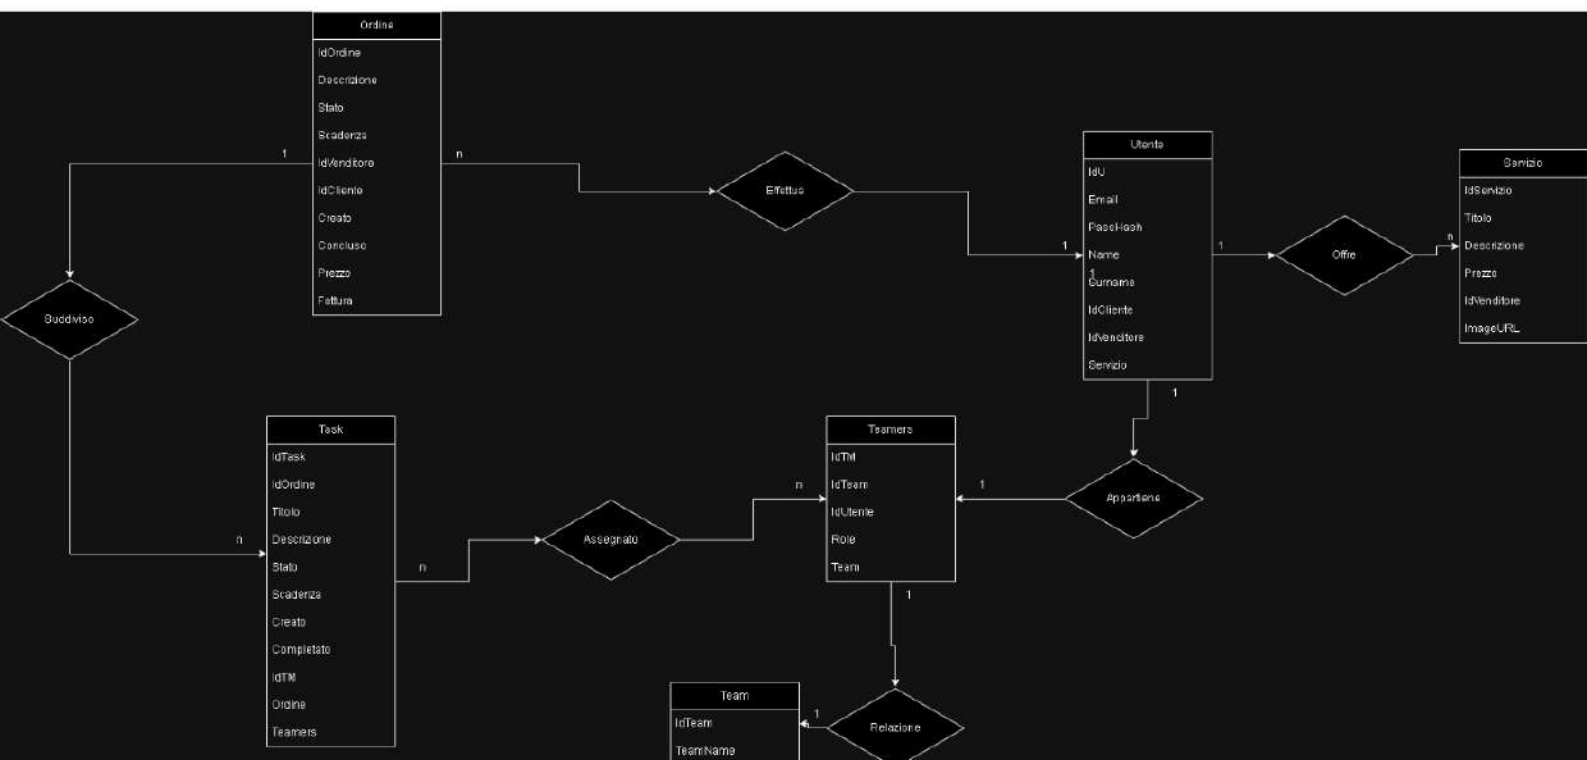 Ordine
IdOrdine
Descrizione
Stato
Scadenza
IdVenditore
IdCliente
Creato
Concluso
Prezzo
Fattura
1
n
Effettua
Utente
IdU
Email
PassHash
Name
Surname
IdCliente
IdVenditore
Servizio
1
1
1
1
Offre
n
Servizio
IdServizio
Titolo
Descrizione
Prezzo
IdVenditore
ImageURL
Suddiviso
n
Task
IdTask
IdOrdine
Titolo
Descrizione
Stato
Scadenza
Creato
Completato
IdTM
Ordine
Teamers
n
Assegnato
n
Teamers
IdTM
IdTeam
IdUtente
Role
Team
1
Appartiene
1
Relazione
1
Team
IdTeam
TeamName